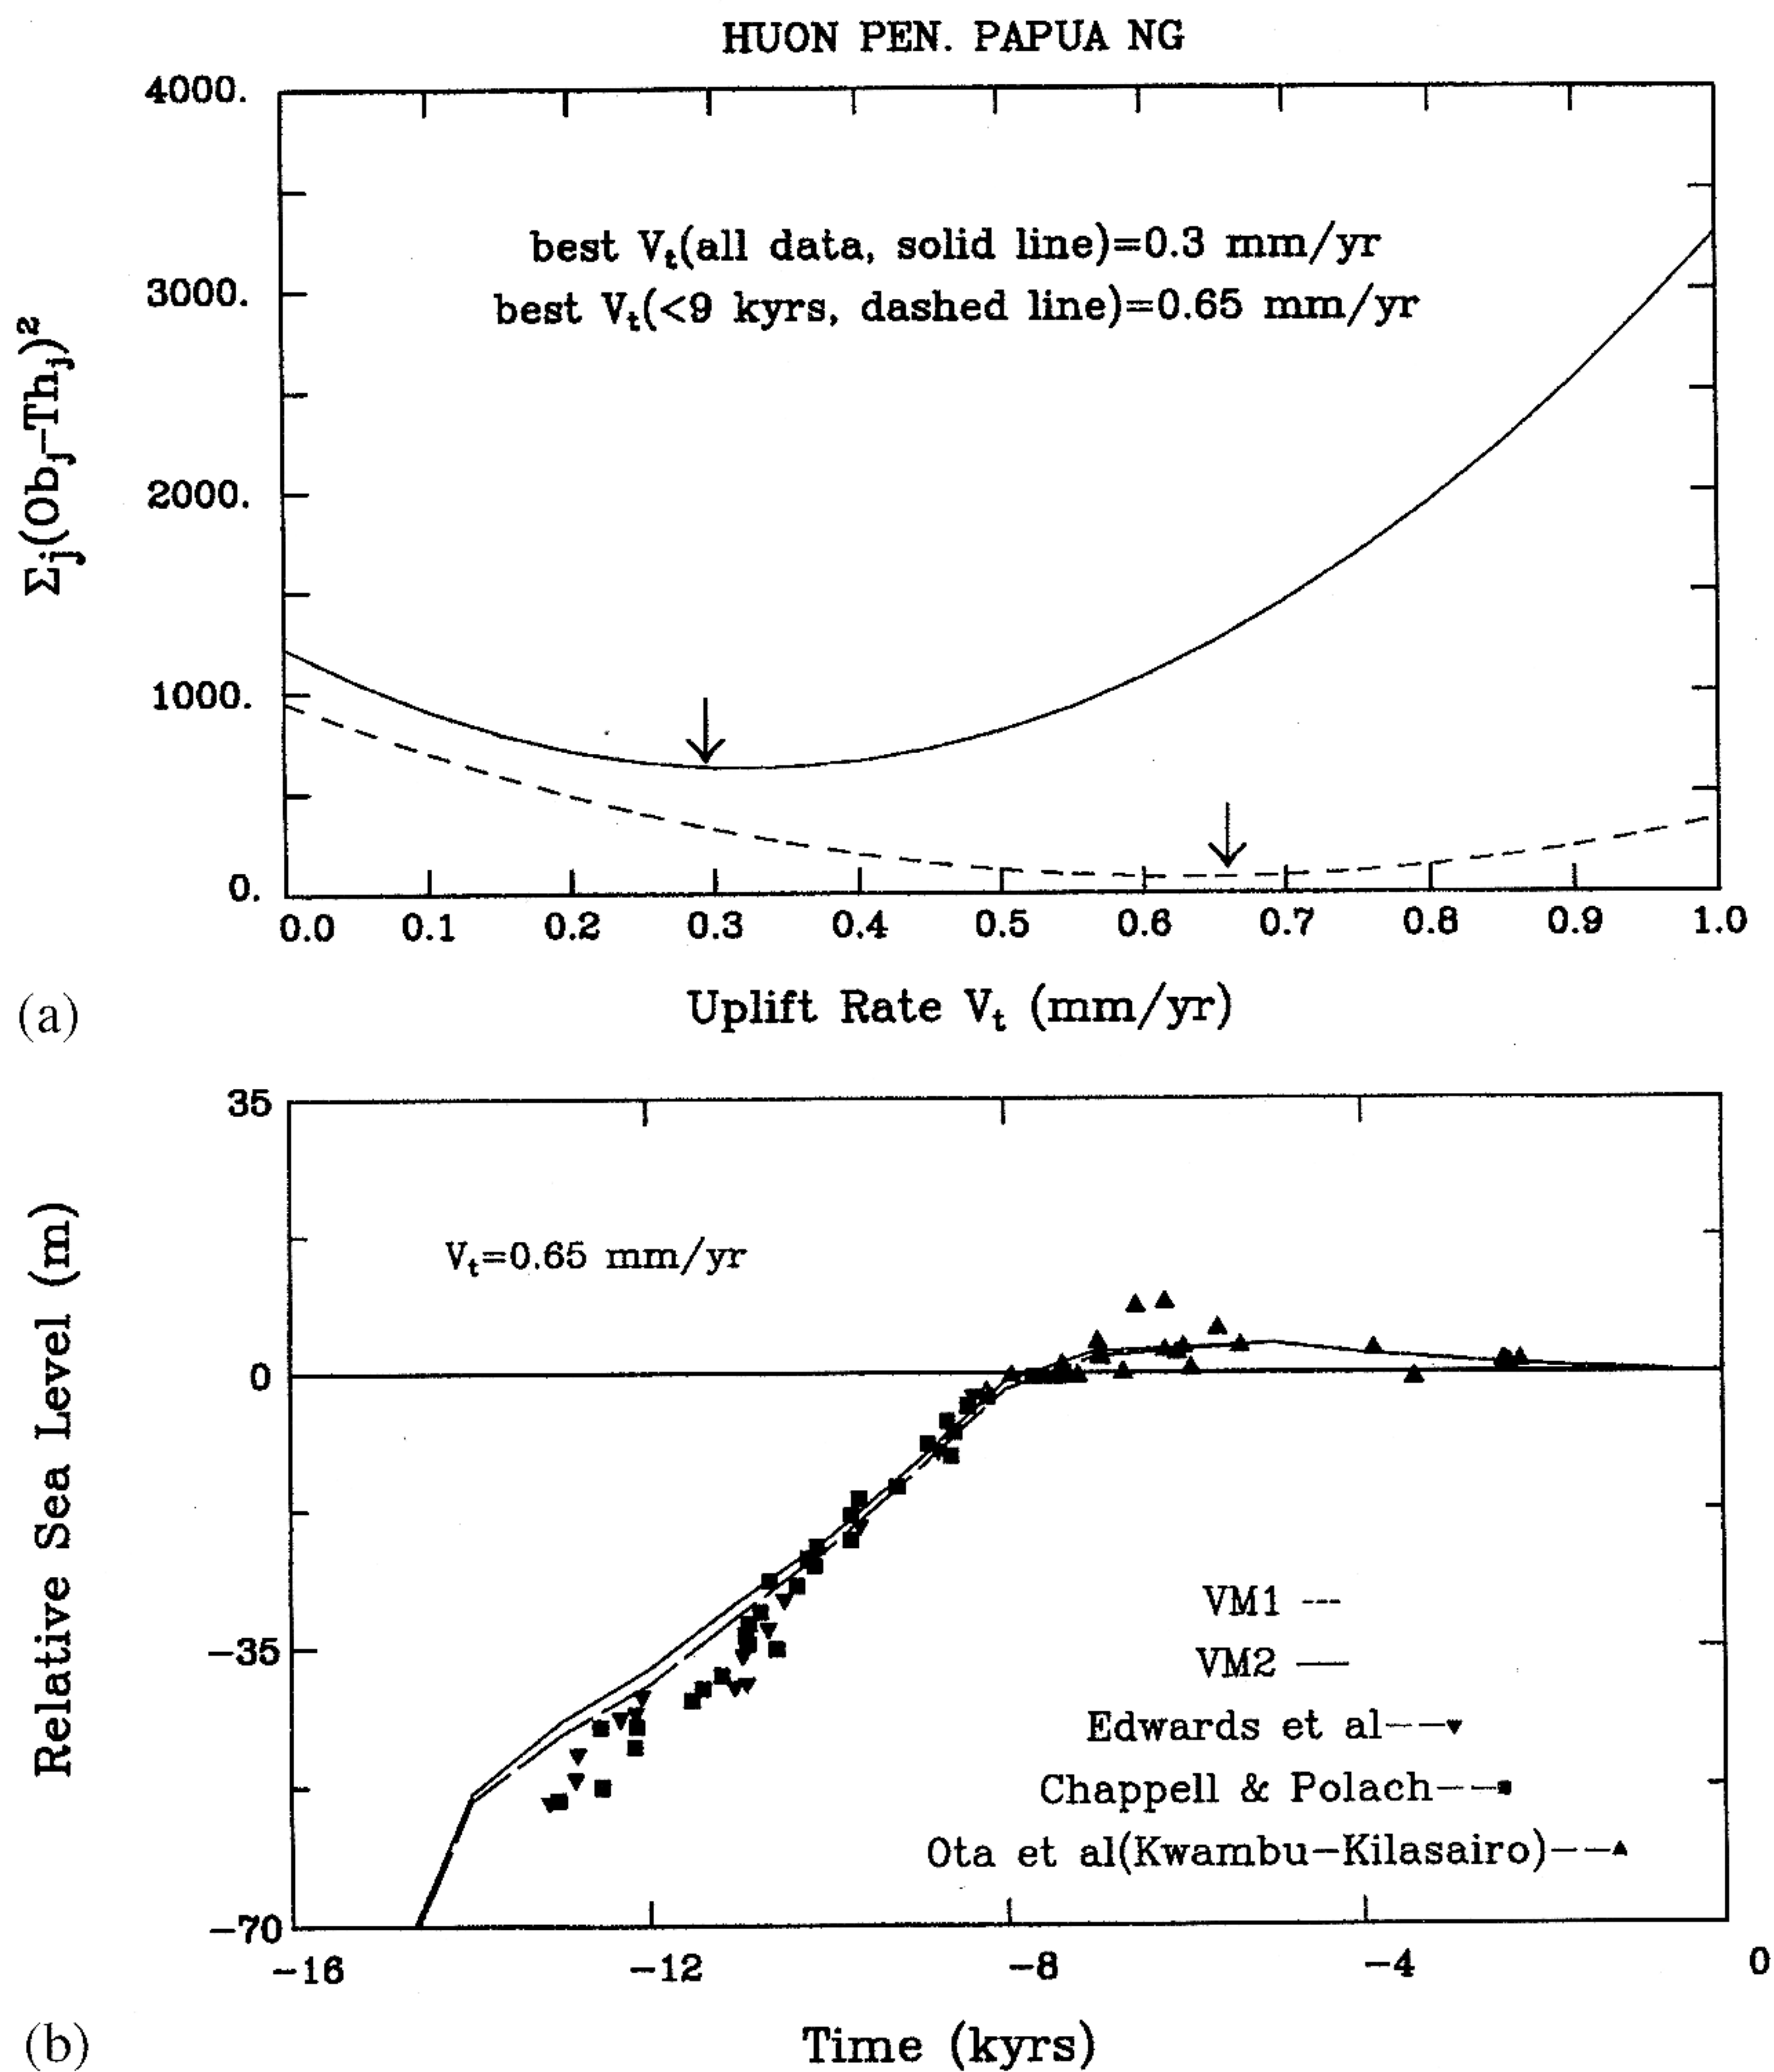 HUON PEN. PAPUA NG
4000.
3000.
2000.
1000.
0.
Σj(Obj-Thj)²
best Vt(all data, solid line)=0.3 mm/yr
best Vt(<9 kyrs, dashed line)=0.65 mm/yr
0.0 0.1 0.2 0.3 0.4 0.5 0.6 0.7 0.8 0.9 1.0
Uplift Rate Vt (mm/yr)
(a)
35
0
-35
-70
Relative Sea Level (m)
Vt=0.65 mm/yr
VM1
VM2
Edwards et al
Chappell & Polach
Ota et al(Kwambu-Kilasairo)
-16 -12 -8 -4 0
Time (kyrs)
(b)